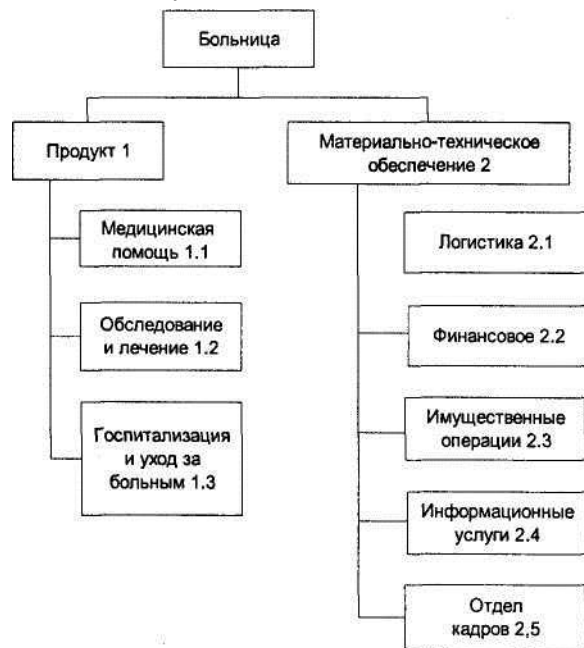 Больница
Продукт 1
Материально-техническое
обеспечение 2
Медицинская
помощь 1.1
Логистика 2.1
Обследование
и лечение 1.2
Финансовое 2.2
Госпитализация
и уход за
больным 1.3
Имущественные
операции 2.3
Информационные
услуги 2.4
Отдел
кадров 2,5